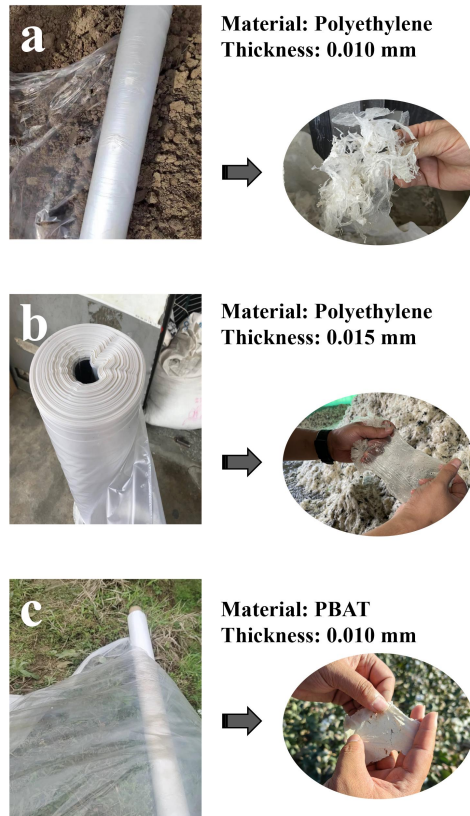 a
Material: Polyethylene
Thickness: 0.010 mm
b
Material: Polyethylene
Thickness: 0.015 mm
c
Material: PBAT
Thickness: 0.010 mm